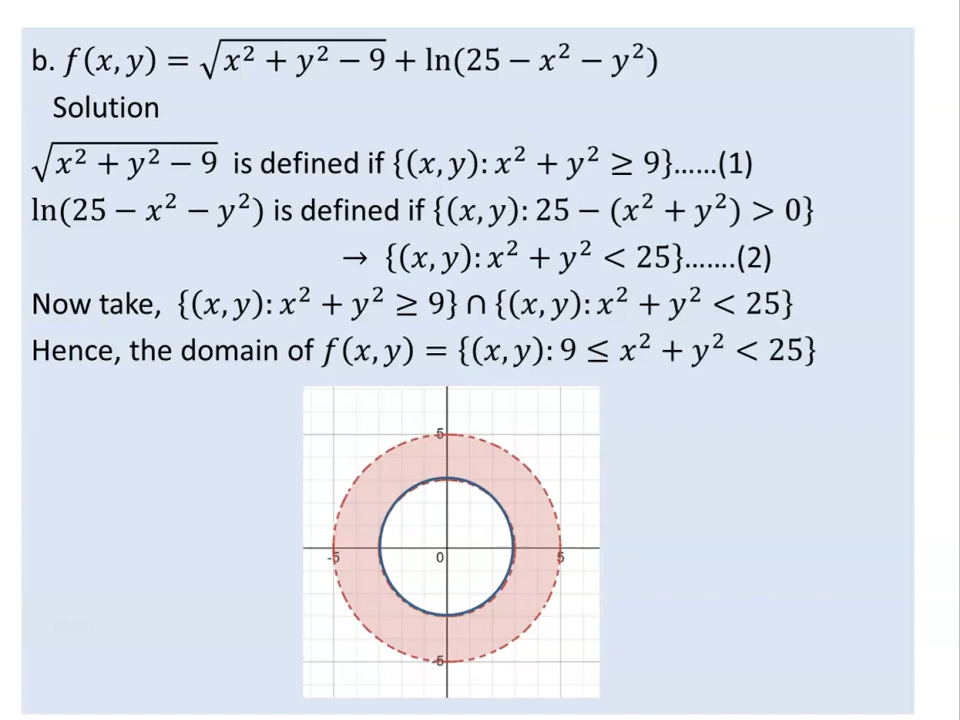 b. f(x, y) = √(x² + y² − 9) + ln(25 − x² − y²)
Solution
√(x² + y² − 9) is defined if {(x, y): x² + y² ≥ 9}......(1)
ln(25 − x² − y²) is defined if {(x, y): 25 − (x² + y²) > 0}
→ {(x, y): x² + y² < 25}.......(2)
Now take, {(x, y): x² + y² ≥ 9} ∩ {(x, y): x² + y² < 25}
Hence, the domain of f(x, y) = {(x, y): 9 ≤ x² + y² < 25}
5
-5 0 5
-5